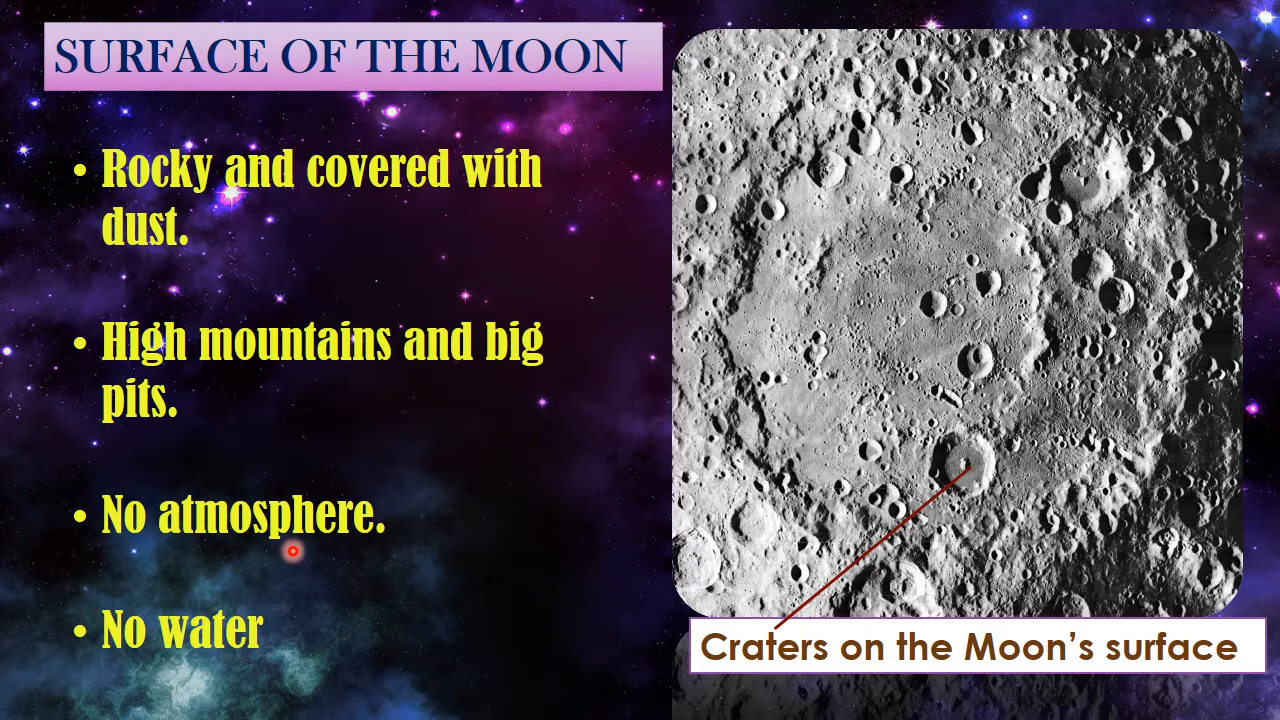 SURFACE OF THE MOON
• Rocky and covered with
dust.
• High mountains and big
pits.
• No atmosphere.
• No water
Craters on the Moon’s surface